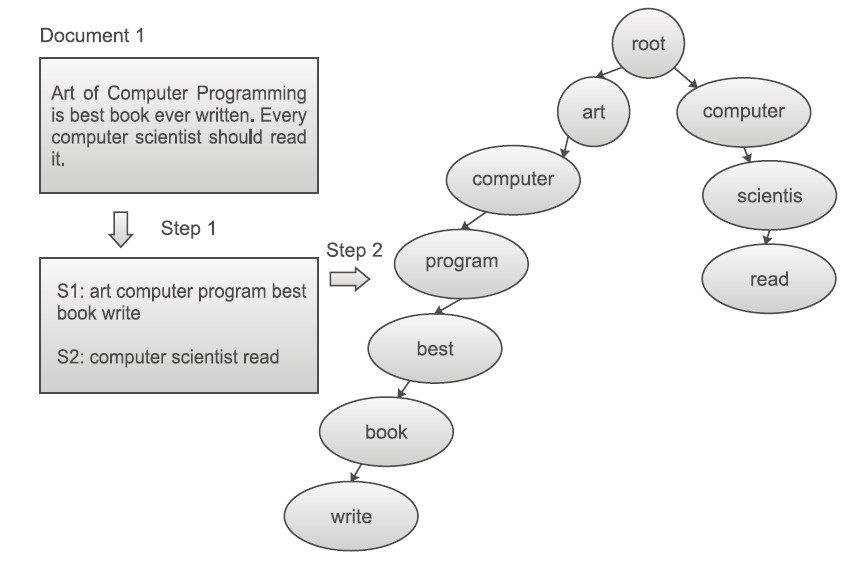 Document 1
Art of Computer Programming
is best book ever written. Every
computer scientist should read
it.
Step 1
S1: art computer program best
book write
S2: computer scientist read
Step 2
root
art
computer
computer
scientis
program
read
best
book
write